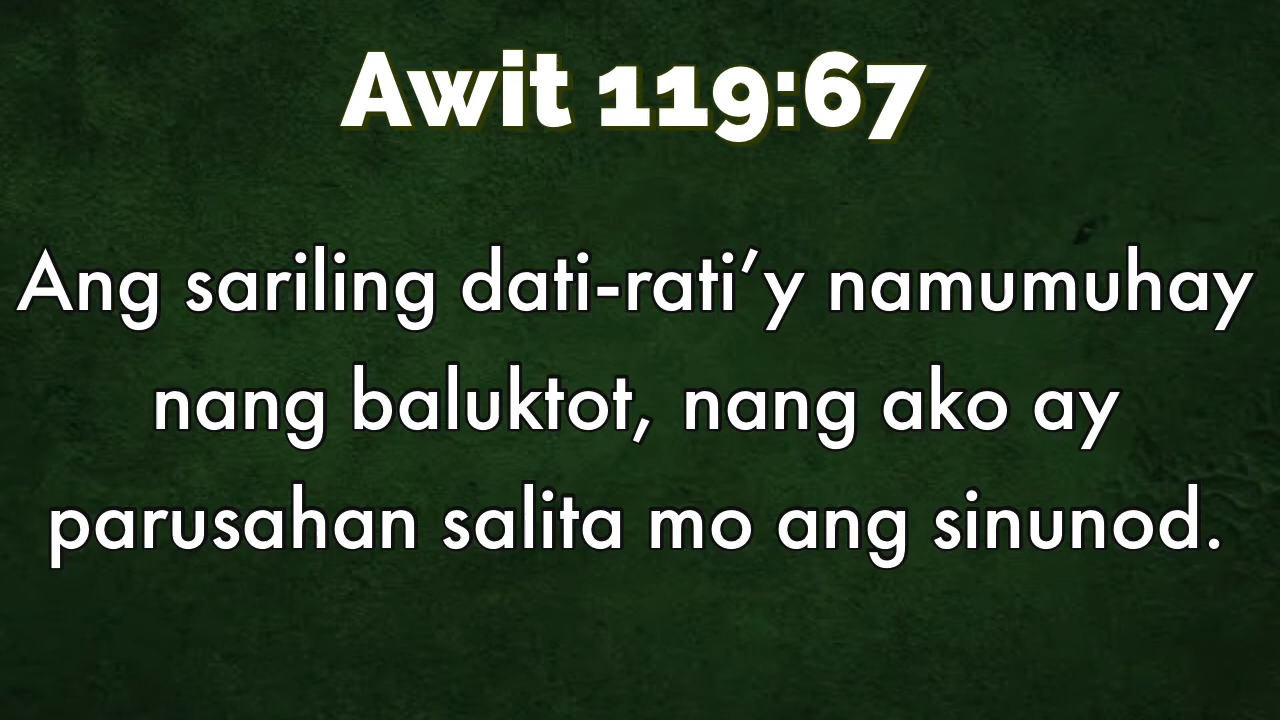 Awit 119:67
Ang sariling dati-rati’y namumuhay
nang baluktot, nang ako ay
parusahan salita mo ang sinunod.